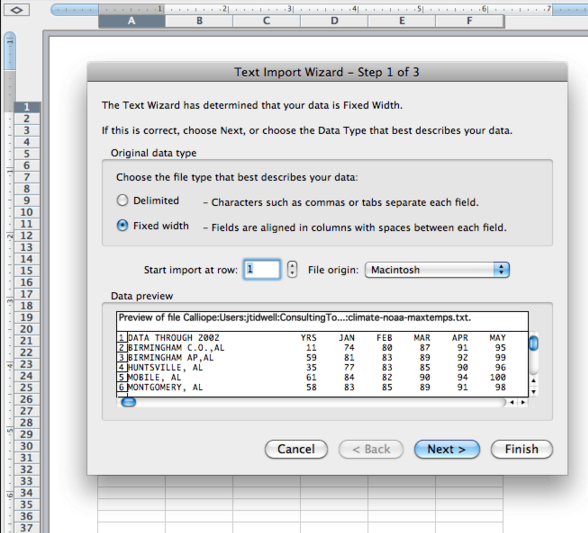 1 2 3 4 5 6 7
A B C D E F
Text Import Wizard – Step 1 of 3
The Text Wizard has determined that your data is Fixed Width.
If this is correct, choose Next, or choose the Data Type that best describes your data.
Original data type
Choose the file type that best describes your data:
Delimited – Characters such as commas or tabs separate each field.
Fixed width – Fields are aligned in columns with spaces between each field.
Start import at row: 1 File origin: Macintosh
Data preview
Preview of file Calliope:Users:jtidwell:ConsultingTo...:climate-noaa-maxtemps.txt.
1 DATA THROUGH 2002 YRS JAN FEB MAR APR MAY
2 BIRMINGHAM C.O.,AL 11 74 80 87 91 95
3 BIRMINGHAM AP,AL 59 81 83 89 92 99
4 HUNTSVILLE, AL 35 77 83 85 90 96
5 MOBILE, AL 61 84 82 90 94 100
6 MONTGOMERY, AL 58 83 85 89 91 98
Cancel < Back Next > Finish
1
2
3
4
5
6
7
8
9
10
11
12
13
14
15
16
17
18
19
20
21
22
23
24
25
26
27
28
29
30
31
32
33
34
35
36
37